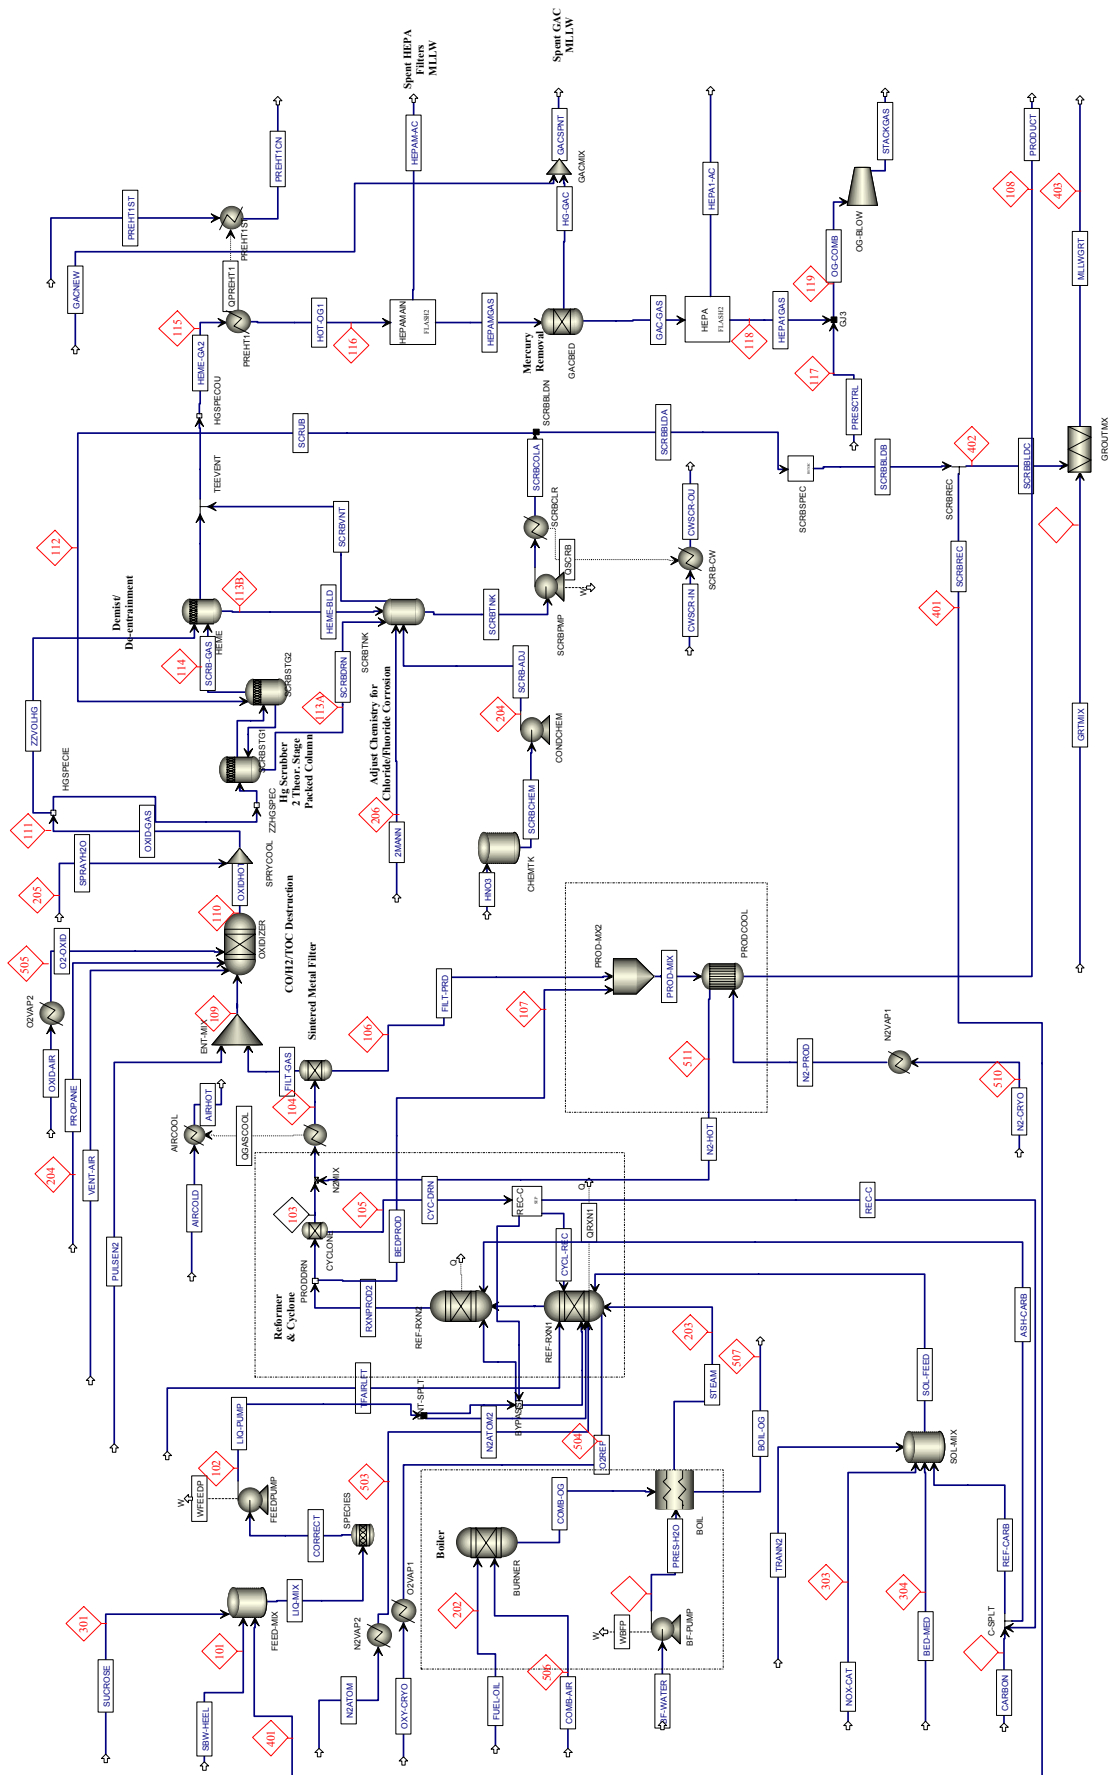 Spent HEPA
Filters
MLLW
Spent GAC
MLLW
PREHT1ST
PREHT1CN
PREHT1ST
GACNEW
QPREHT1
115
HEME-GA2
PREHT1
HOT-OG1
116
HEPAMAIN
FLASH2
HEPAM-AC
HEPAMGAS
Mercury
Removal
GACBED
HG-GAC
GACMIX
GACSPNT
GAC-GAS
HEPA
FLASH2
HEPA1-AC
118
HEPA1GAS
117
PRESCTRL
GJ3
119
OG-COMB
OG-BLOW
STACKGAS
108
PRODUCT
403
MLLWGRT
GROUTMX
GRTMIX
HGSPECOU
TEEVENT
112
SCRUB
SCRBVNT
Demist/
De-entrainment
HEME
113B
HEME-BLD
114
SCRB-GAS
ZZVOLHG
SCRBSTG2
SCRBSTG1
Hg Scrubber
2 Theor. Stage
Packed Column
SCRBDRN
113A
SCRBTNK
SCRBTNK
SCRBPMP
W
QSCRB
SCRBCLR
SCRBCOLA
SCRBBLDN
SCRBBLDA
SCRB-CW
CWSCR-IN
CWSCR-OU
SCRBSPEC
SCRBBLDB
SCRBREC
402
SCRBBLDC
SCRBREC
401
Adjust Chemistry for
Chloride/Fluoride Corrosion
206
2MANN
SCRB-ADJ
204
CONDCHEM
SCRBCHEM
CHEMTK
HNO3
HGSPECIE
111
OXID-GAS
ZZHGSPEC
205
SPRAYH2O
SPRYCOOL
OXIDHOT
110
OXIDIZER
CO/H2/TOC Destruction
505
O2-OXID
O2VAP2
OXID-AIR
PROPANE
204
VENT-AIR
PULSEN2
109
ENT-MIX
FILT-GAS
Sintered Metal Filter
106
FILT-PRD
104
AIRCOOL
AIRHOT
QGASCOOL
AIRCOLD
107
PROD-MX2
PROD-MIX
PRODCOOL
511
N2-PROD
N2VAP1
510
N2-CRYO
N2-HOT
N2MIX
103
CYCLONE
105
CYC-DRN
BEDPROD
PRODDRN
RXNPROD2
Reformer
& Cyclone
REC-C
SEP
CYCL-REC
QRXN1
Q
Q
REF-RXN2
REF-RXN1
REC-C
ASH-CARB
TFAIRLFT
BYPASS
N2ATOM2
504
O2REP
203
STEAM
507
BOIL-OG
BOIL
PRES-H2O
COMB-OG
Boiler
BURNER
202
FUEL-OIL
506
COMB-AIR
WBFP
W
BF-PUMP
BF-WATER
102
LIQ-PUMP
WFEEDP
W
FEEDPUMP
CORRECT
SPECIES
503
N2VAP2
N2ATOM
O2VAP1
OXY-CRYO
301
SUCROSE
101
SBW-HEEL
401
FEED-MIX
LIQ-MIX
TRANN2
303
NOX-CAT
304
BED-MED
SOL-MIX
SOL-FEED
REF-CARB
C-SPLT
CARBON
HEPAMGAS